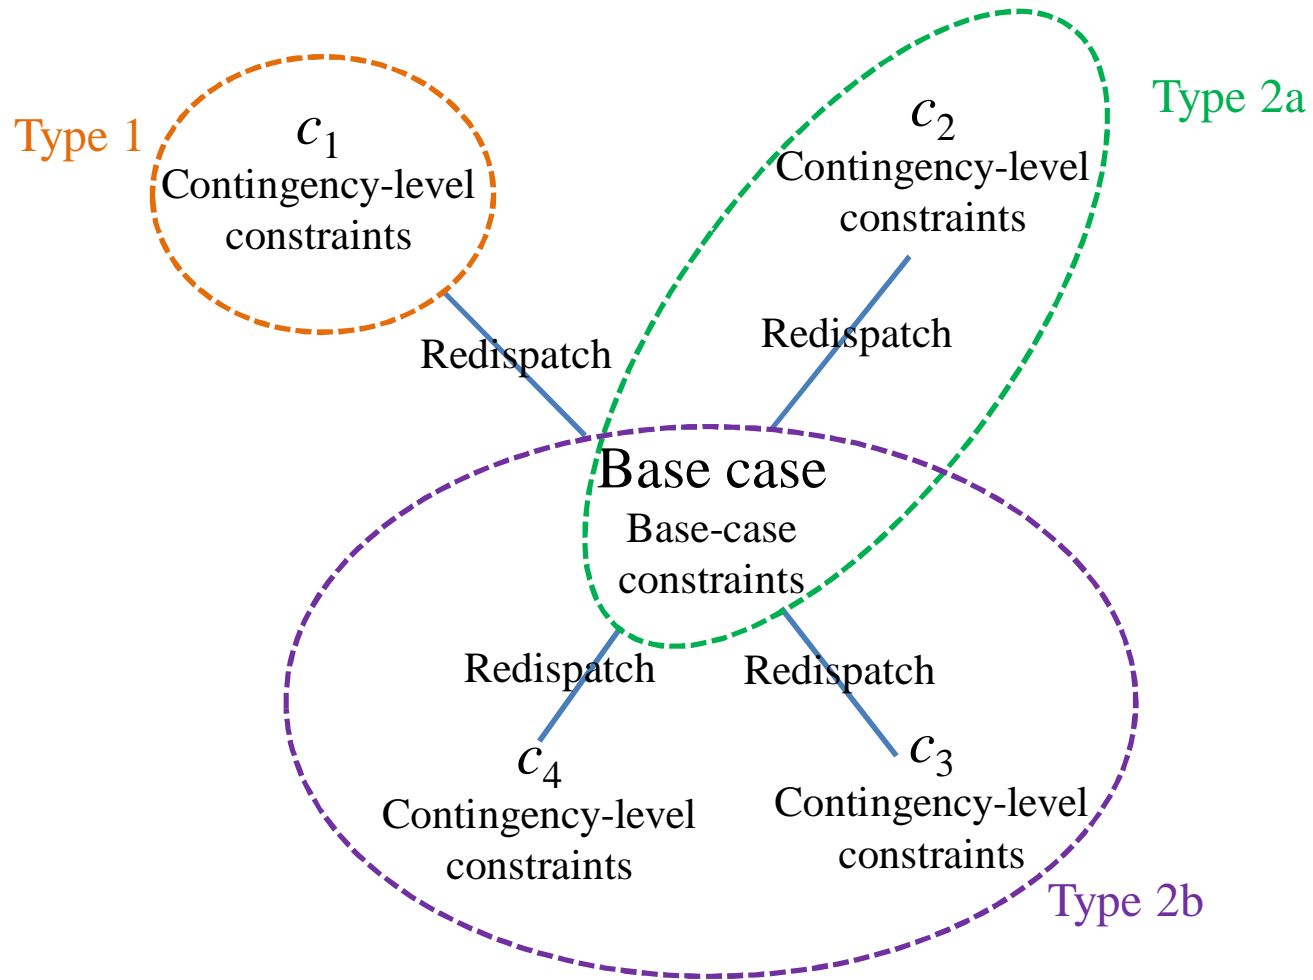 Type 1
c1
Contingency-level
constraints
Type 2a
c2
Contingency-level
constraints
Redispatch
Redispatch
Base case
Base-case
constraints
Redispatch
Redispatch
c4
Contingency-level
constraints
c3
Contingency-level
constraints
Type 2b